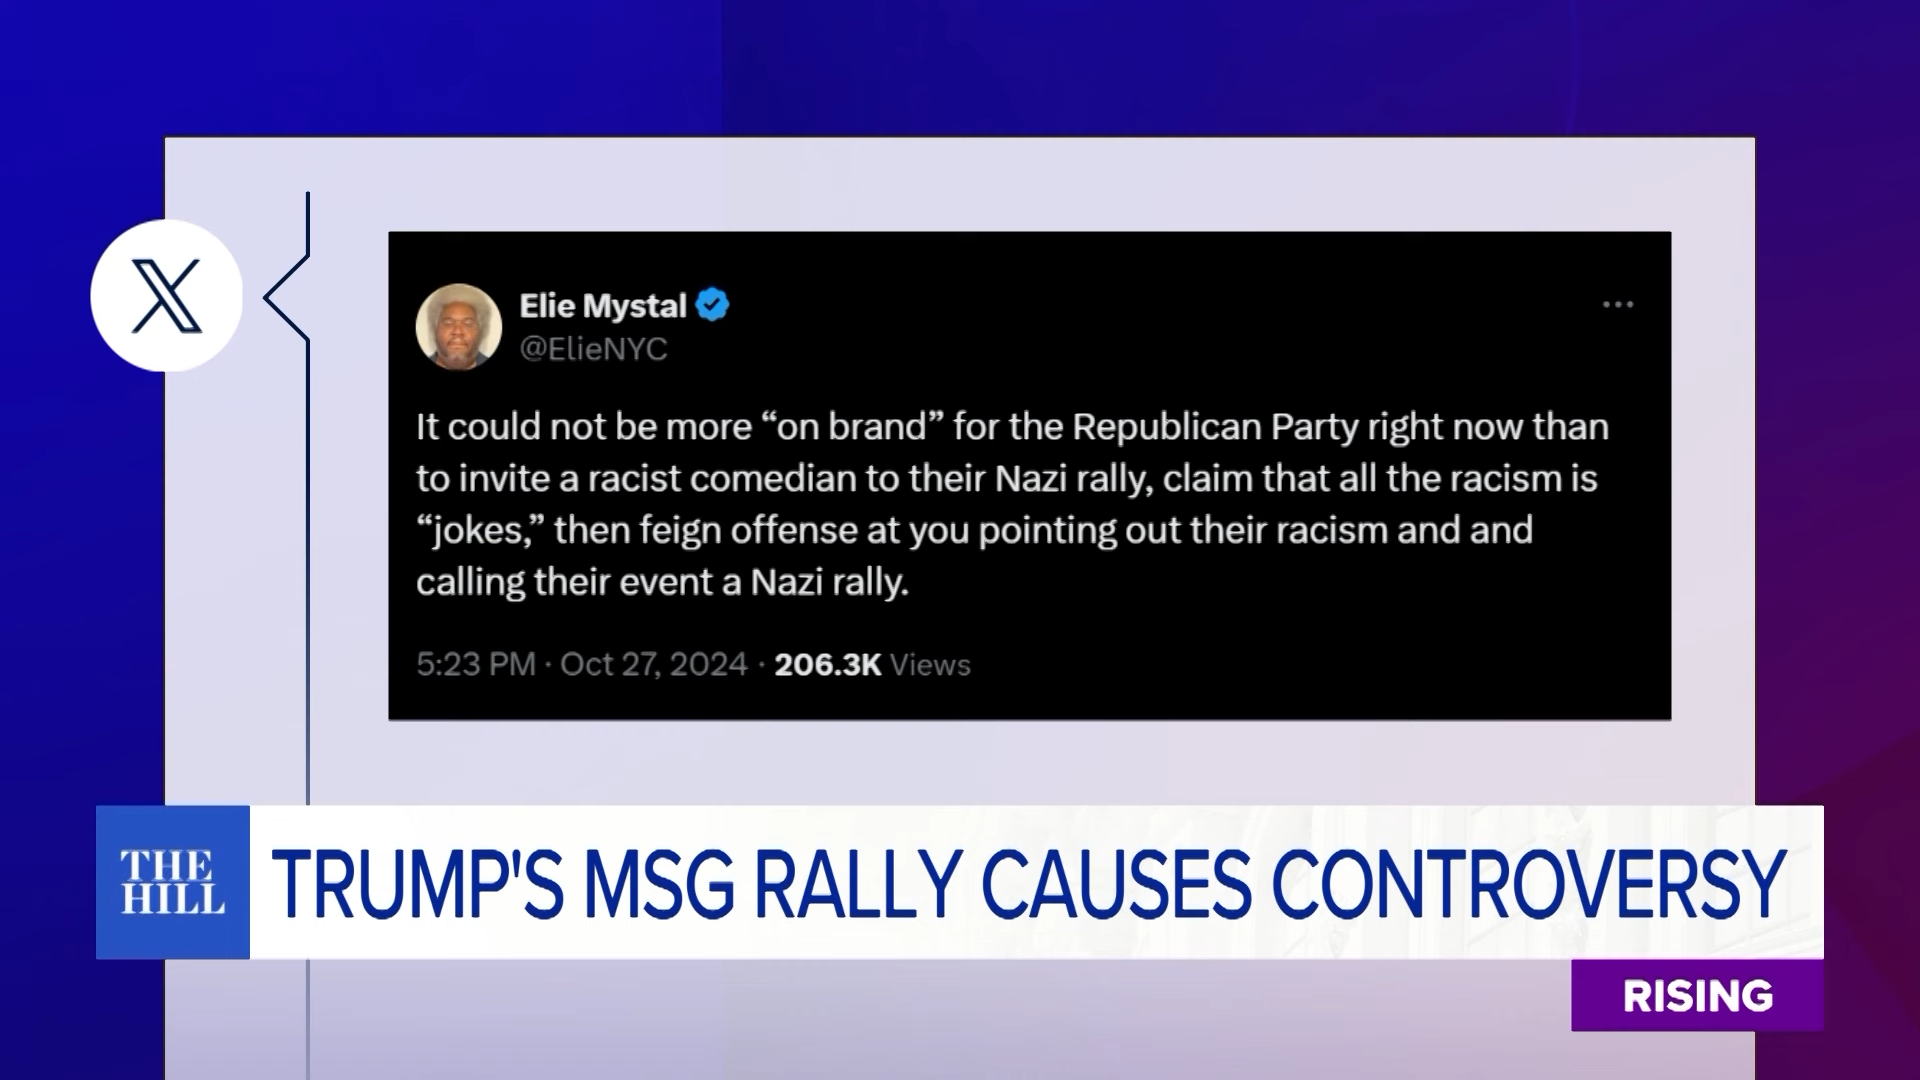 X
Elie Mystal
@ElieNYC
It could not be more “on brand” for the Republican Party right now than
to invite a racist comedian to their Nazi rally, claim that all the racism is
“jokes,” then feign offense at you pointing out their racism and and
calling their event a Nazi rally.
5:23 PM · Oct 27, 2024 · 206.3K Views
THE
HILL
TRUMP'S MSG RALLY CAUSES CONTROVERSY
RISING